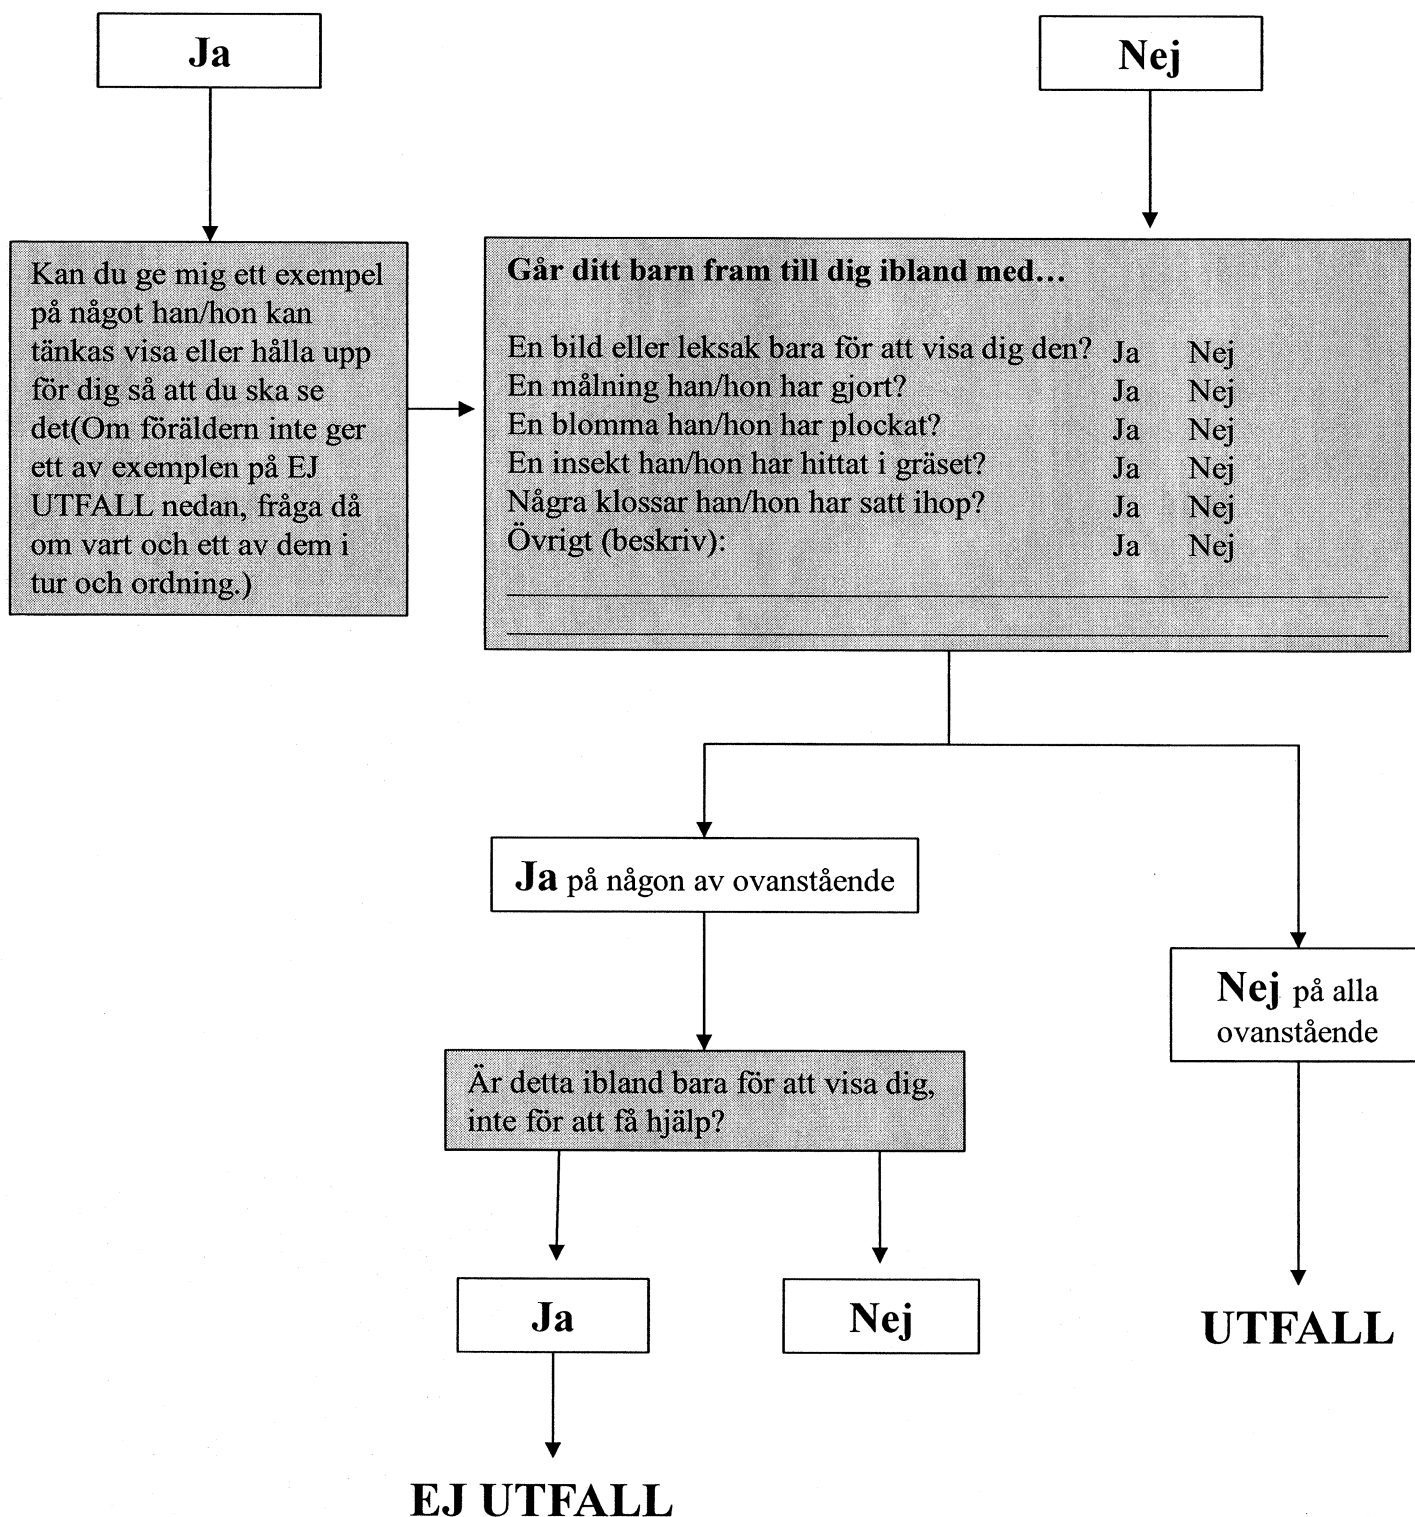 Ja
Nej
Kan du ge mig ett exempel
på något han/hon kan
tänkas visa eller hålla upp
för dig så att du ska se
det(Om föräldern inte ger
ett av exemplen på EJ
UTFALL nedan, fråga då
om vart och ett av dem i
tur och ordning.)
Går ditt barn fram till dig ibland med…
En bild eller leksak bara för att visa dig den? Ja Nej
En målning han/hon har gjort? Ja Nej
En blomma han/hon har plockat? Ja Nej
En insekt han/hon har hittat i gräset? Ja Nej
Några klossar han/hon har satt ihop? Ja Nej
Övrigt (beskriv): Ja Nej
Ja på någon av ovanstående
Nej på alla
ovanstående
Är detta ibland bara för att visa dig,
inte för att få hjälp?
Ja
Nej
UTFALL
EJ UTFALL